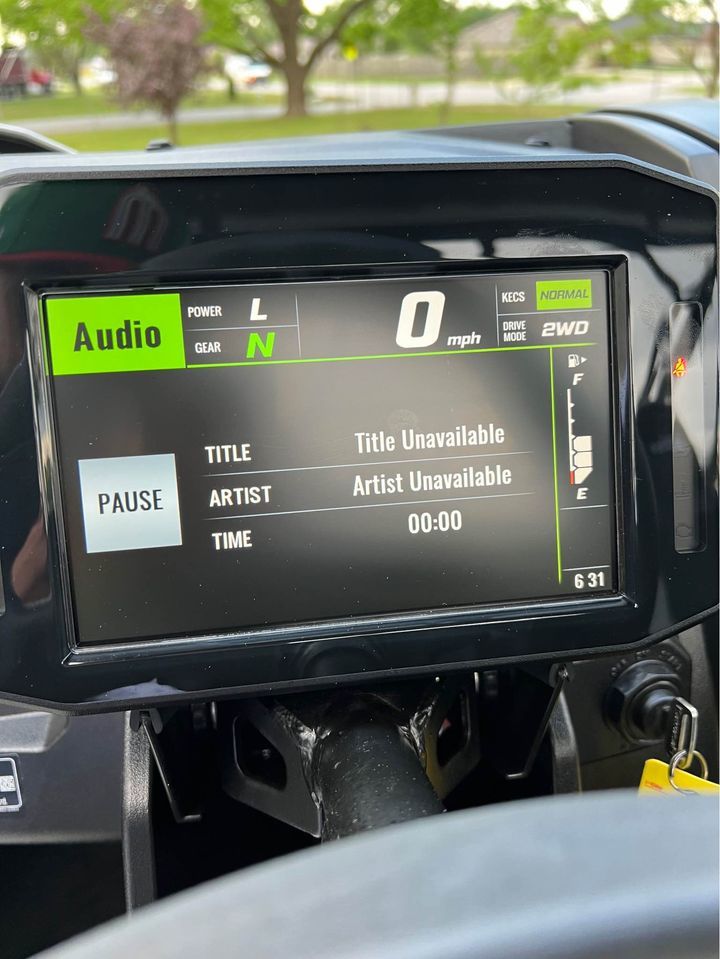 Audio
POWER L
GEAR N
0 mph
KECS NORMAL
DRIVE MODE 2WD
F
TITLE Title Unavailable
ARTIST Artist Unavailable
PAUSE
TIME 00:00
E
6 31